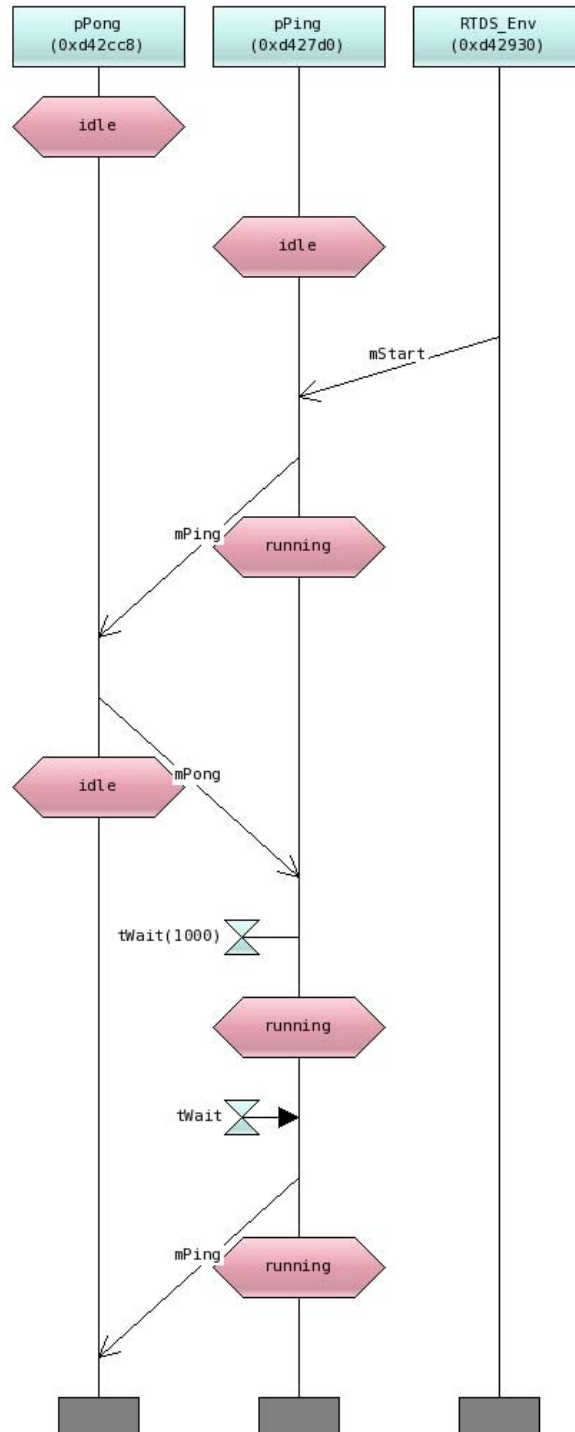 pPong
(0xd42cc8)
pPing
(0xd427d0)
RTDS_Env
(0xd42930)
idle
idle
mStart
mPing
running
mPong
idle
tWait(1000)
running
tWait
mPing
running